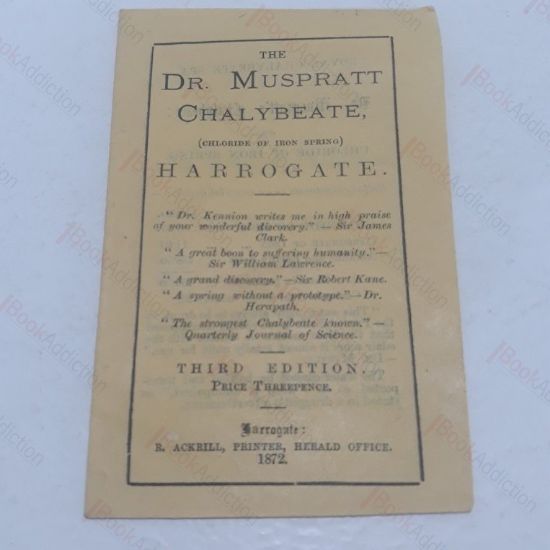 THE
DR. MUSPRATT
CHALYBEATE,
(CHLORIDE OF IRON SPRING)
HARROGATE.
"Dr. Kennion writes me in high praise
of your wonderful discovery."—Sir James
Clark.
"A great boon to suffering humanity."—
Sir William Lawrence.
"A grand discovery."—Sir Robert Kane.
"A spring without a prototype."—Dr.
Herapath.
"The strongest Chalybeate known."—
Quarterly Journal of Science.
THIRD EDITION.
PRICE THREEPENCE.
Harrogate:
R. ACKRILL, PRINTER, HERALD OFFICE.
1872.
BookAddiction